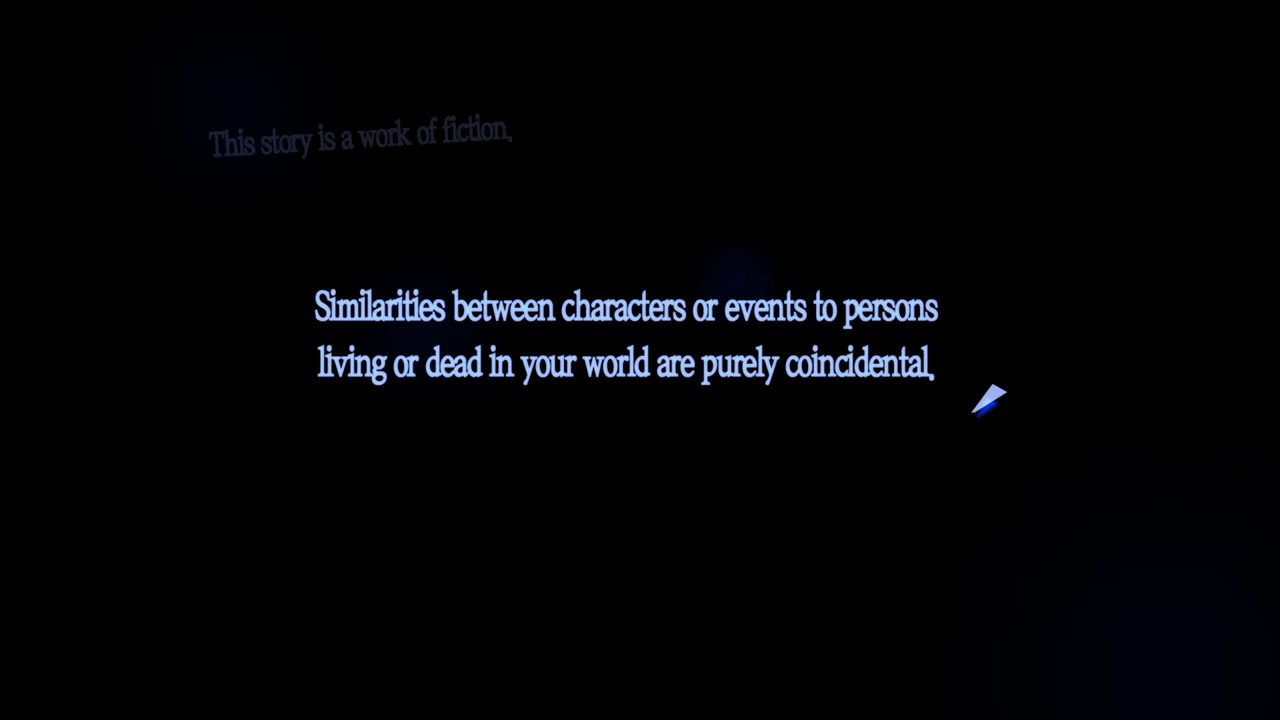 This story is a work of fiction.
Similarities between characters or events to persons
living or dead in your world are purely coincidental.